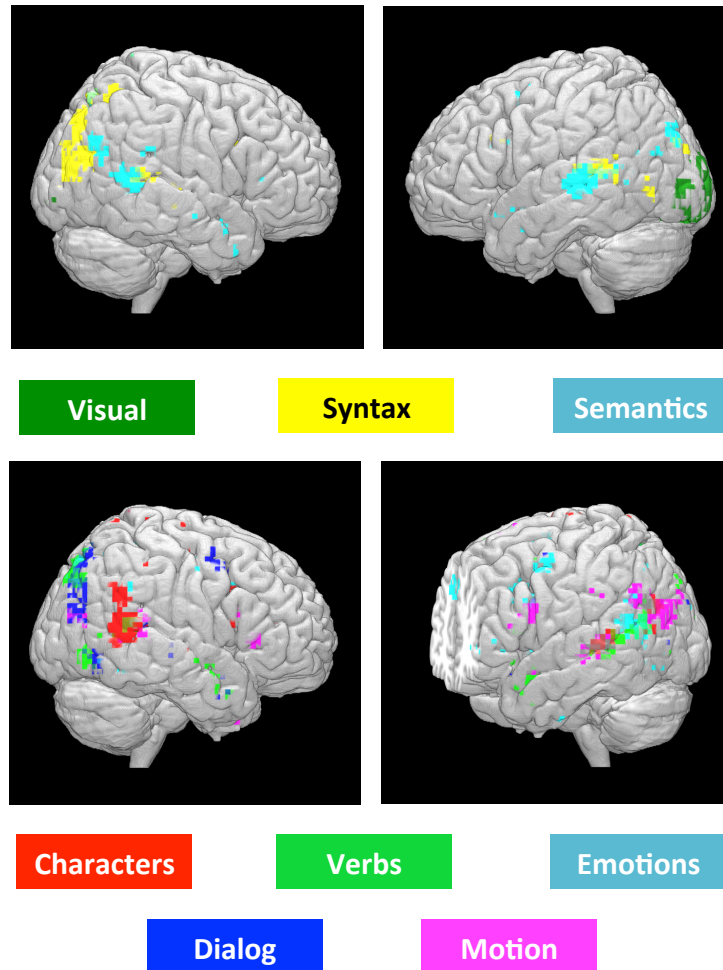 Visual
Syntax
Semantics
Characters
Verbs
Emotions
Dialog
Motion